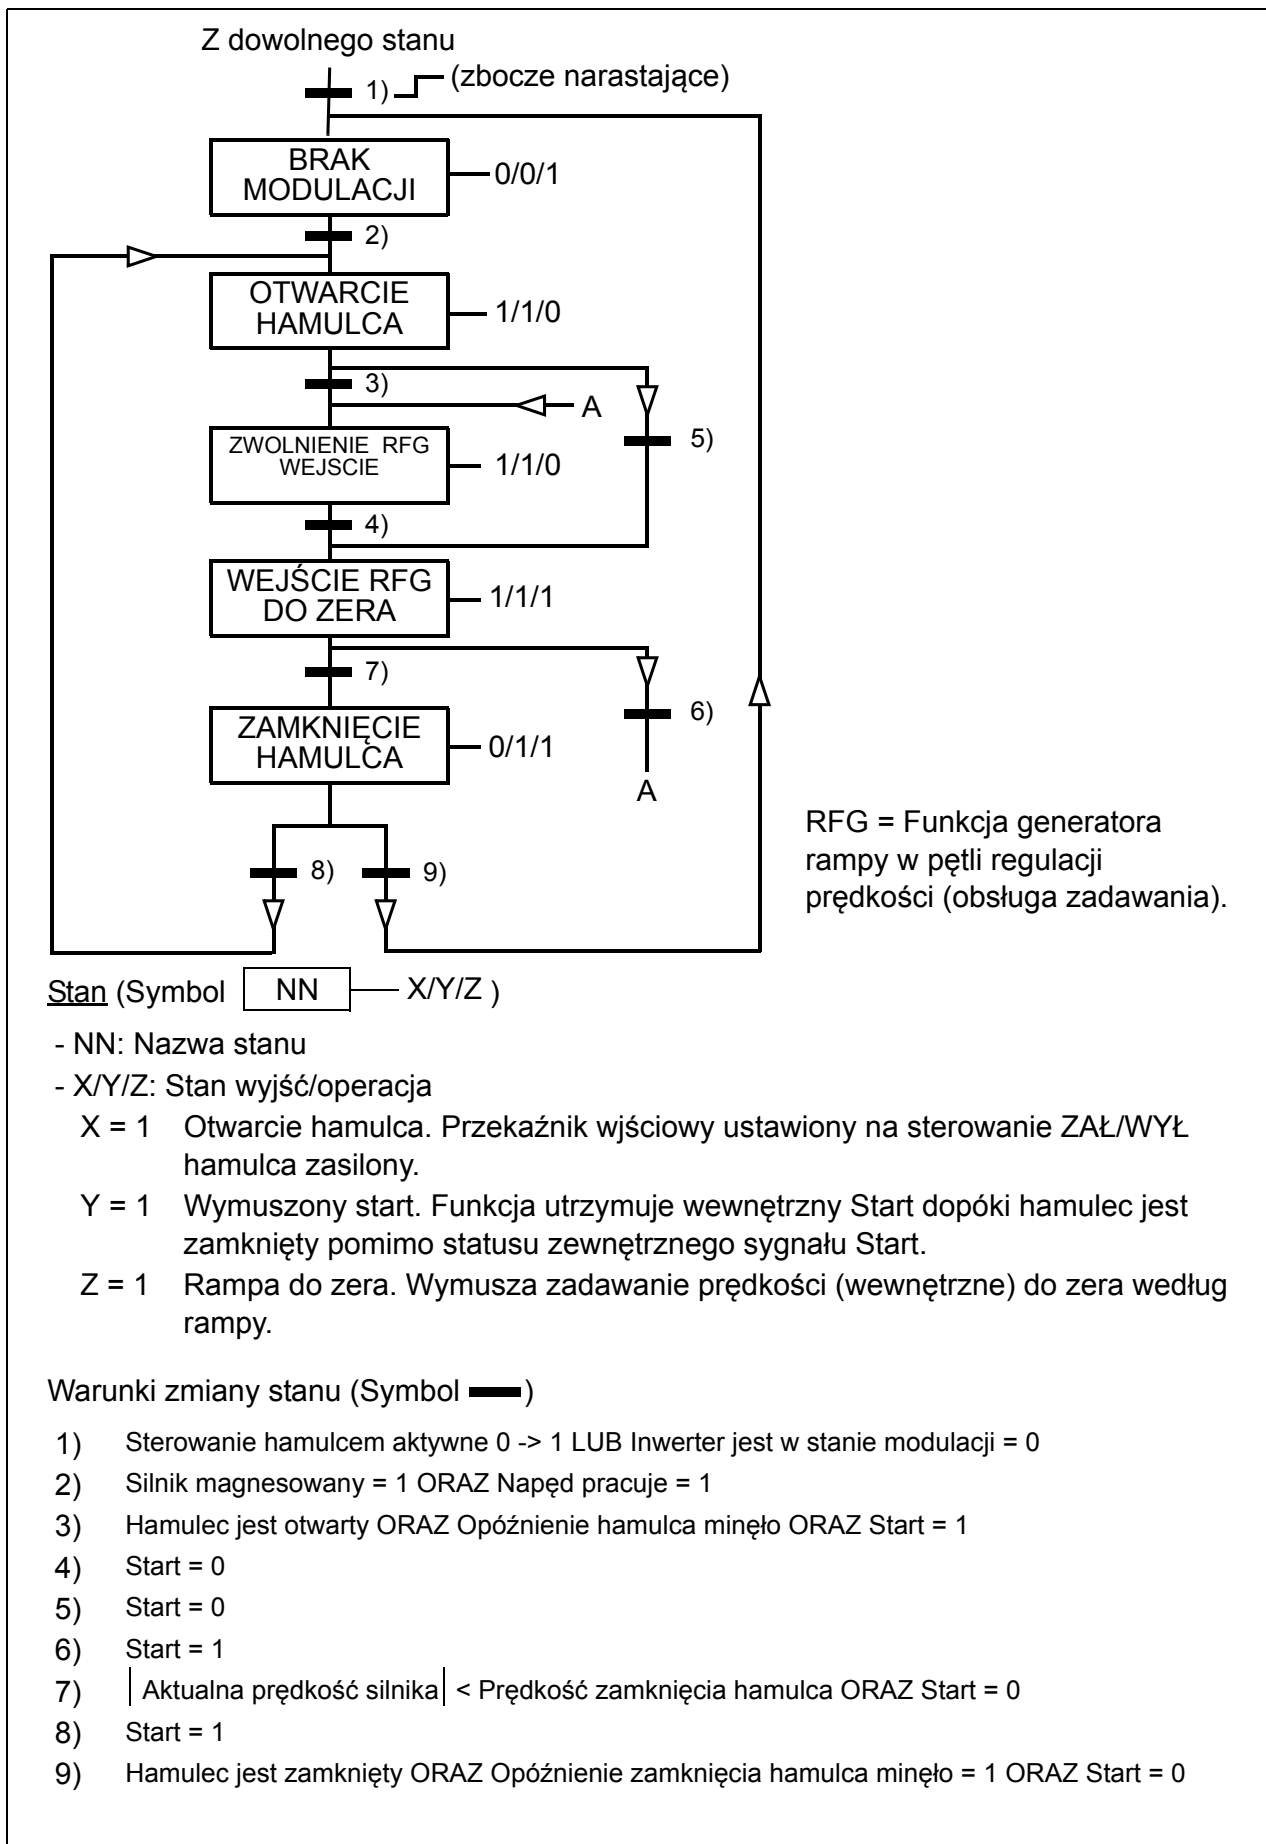 Z dowolnego stanu
1) (zbocze narastające)
BRAK
MODULACJI
0/0/1
2)
OTWARCIE
HAMULCA
1/1/0
3)
A
ZWOLNIENIE RFG
WEJSCIE
1/1/0
5)
4)
WEJŚCIE RFG
DO ZERA
1/1/1
7)
6)
ZAMKNIĘCIE
HAMULCA
0/1/1
A
8)
9)
RFG = Funkcja generatora
rampy w pętli regulacji
prędkości (obsługa zadawania).
Stan (Symbol NN X/Y/Z )
- NN: Nazwa stanu
- X/Y/Z: Stan wyjść/operacja
X = 1 Otwarcie hamulca. Przekaźnik wjściowy ustawiony na sterowanie ZAŁ/WYŁ
hamulca zasilony.
Y = 1 Wymuszony start. Funkcja utrzymuje wewnętrzny Start dopóki hamulec jest
zamknięty pomimo statusu zewnętrznego sygnału Start.
Z = 1 Rampa do zera. Wymusza zadawanie prędkości (wewnętrzne) do zera według
rampy.
Warunki zmiany stanu (Symbol )
1) Sterowanie hamulcem aktywne 0 -> 1 LUB Inwerter jest w stanie modulacji = 0
2) Silnik magnesowany = 1 ORAZ Napęd pracuje = 1
3) Hamulec jest otwarty ORAZ Opóźnienie hamulca minęło ORAZ Start = 1
4) Start = 0
5) Start = 0
6) Start = 1
7) | Aktualna prędkość silnika| < Prędkość zamknięcia hamulca ORAZ Start = 0
8) Start = 1
9) Hamulec jest zamknięty ORAZ Opóźnienie zamknięcia hamulca minęło = 1 ORAZ Start = 0